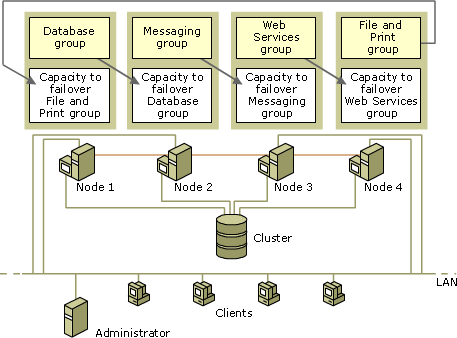 Database
group
Messaging
group
Web
Services
group
File and
Print
group
Capacity to
failover
File and
Print group
Capacity to
failover
Database
group
Capacity to
failover
Messaging
group
Capacity to
failover
Web Services
group
Node 1
Node 2
Node 3
Node 4
Cluster
LAN
Clients
Administrator